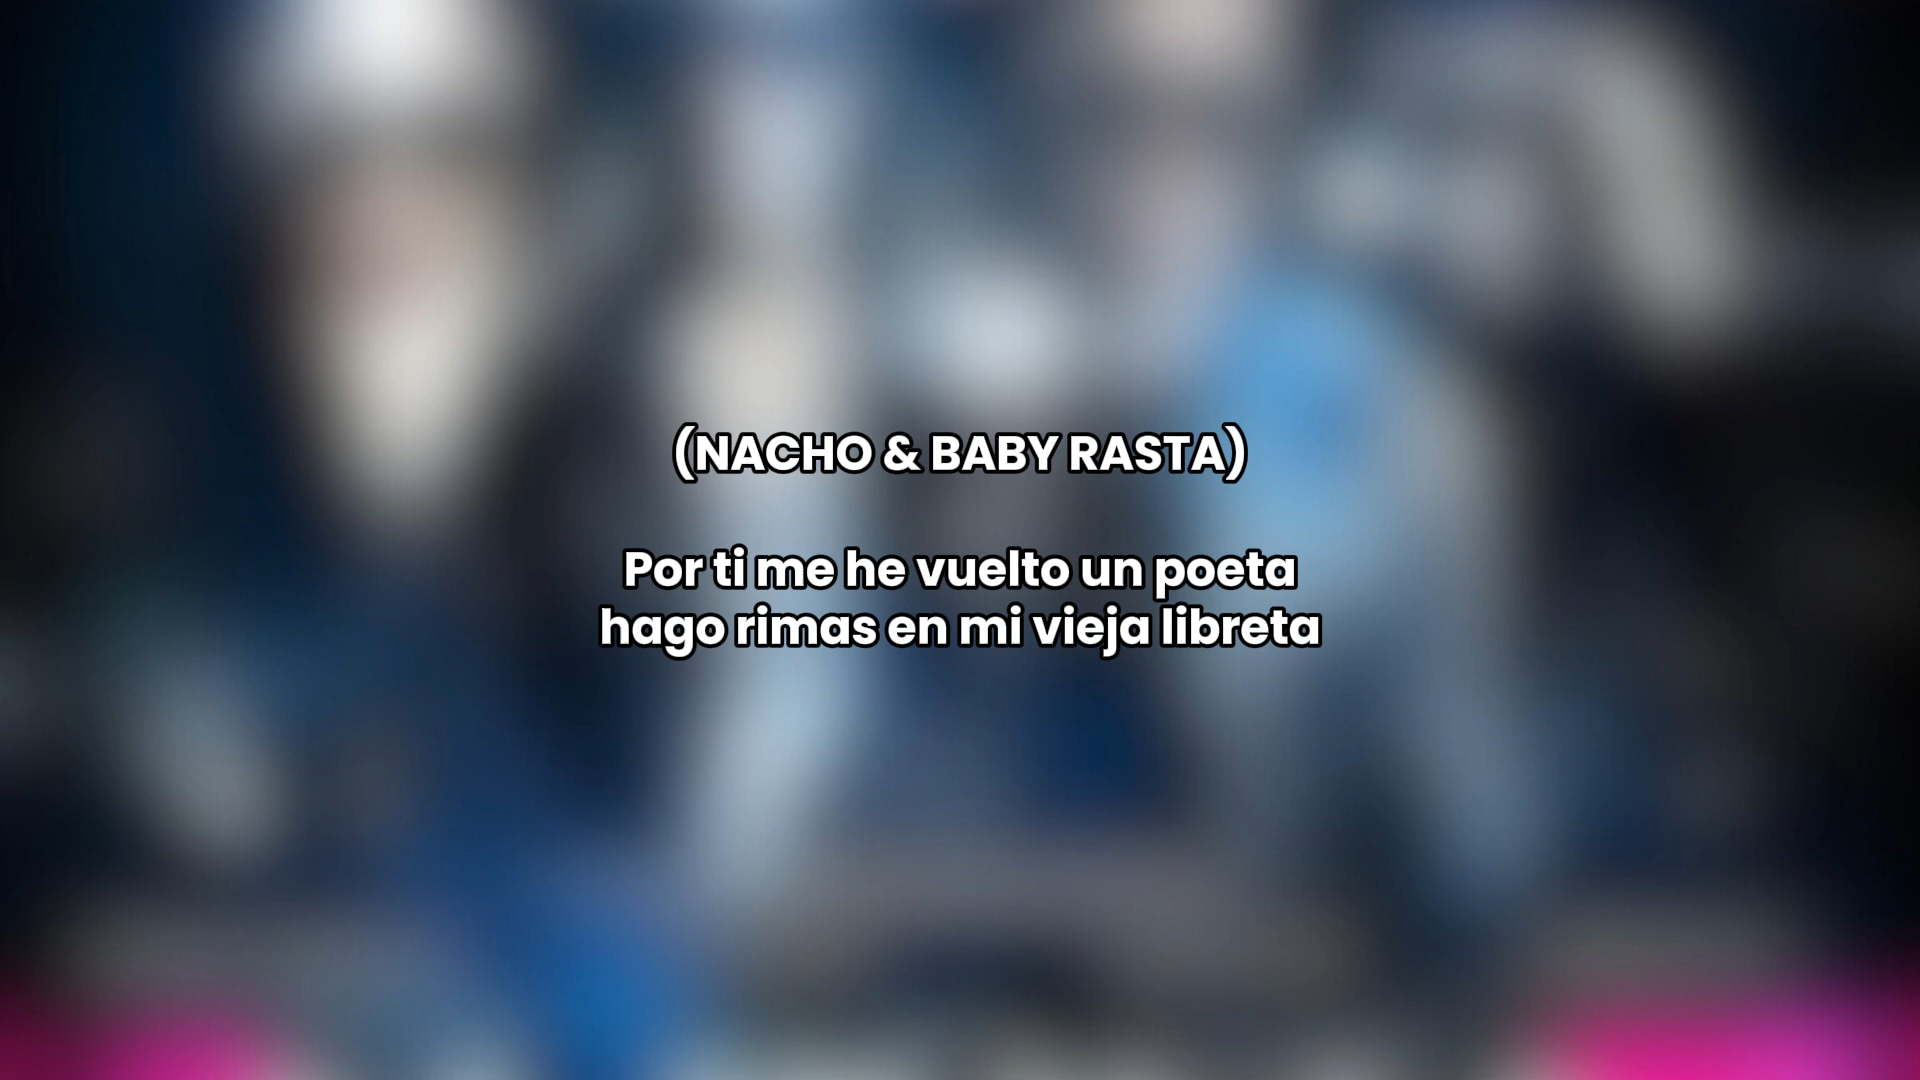 (NACHO & BABY RASTA)
Por ti me he vuelto un poeta
hago rimas en mi vieja libreta